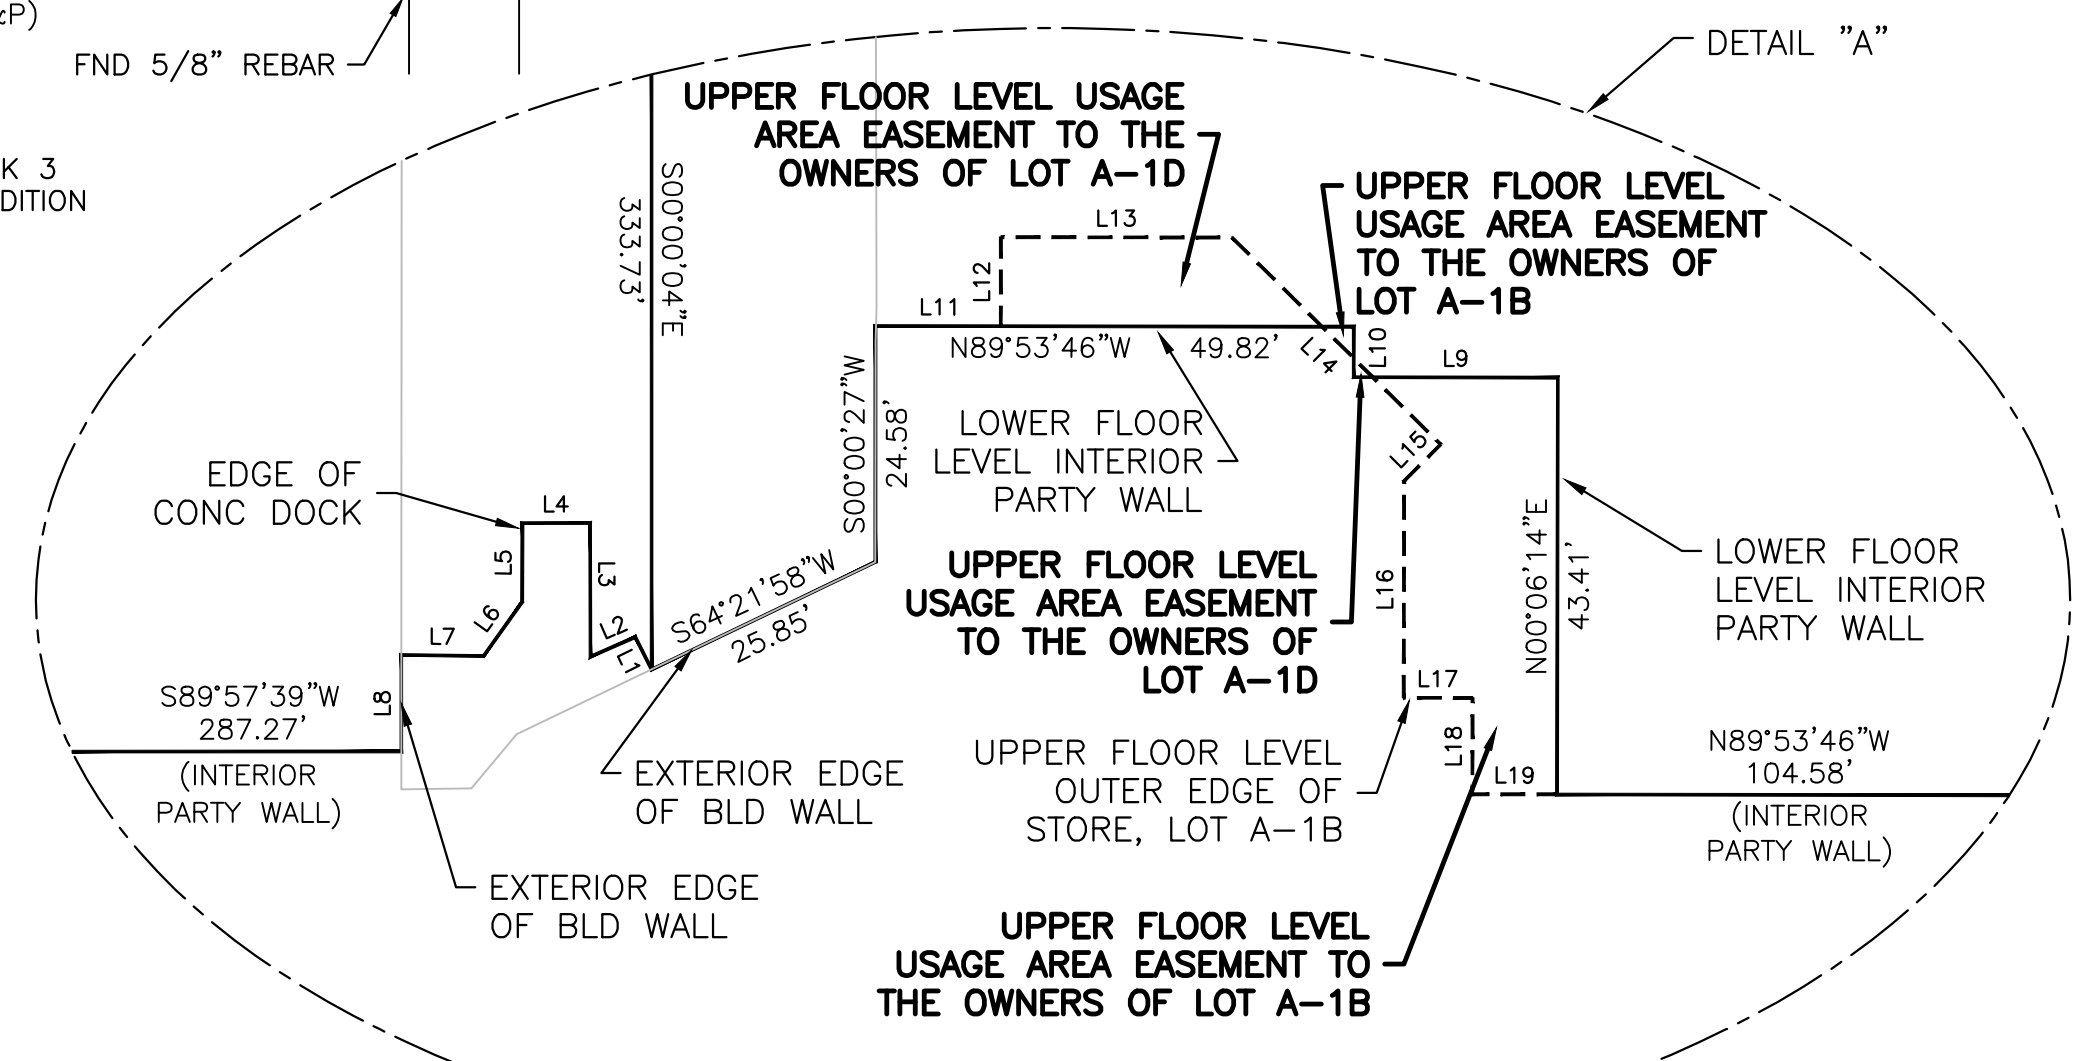 FND 5/8" REBAR
K 3
DITION
DETAIL "A"
UPPER FLOOR LEVEL USAGE
AREA EASEMENT TO THE
OWNERS OF LOT A-1D
UPPER FLOOR LEVEL
USAGE AREA EASEMENT
TO THE OWNERS OF
LOT A-1B
S00°00'04"E
333.73'
L13
L12
L11
N89°53'46"W 49.82'
L14
L10
L9
S00°00'27"W
24.58'
LOWER FLOOR
LEVEL INTERIOR
PARTY WALL
L15
EDGE OF
CONC DOCK
L4
L5
L3
L6
L2
L7
L1
L8
S64°21'58"W
25.85'
UPPER FLOOR LEVEL
USAGE AREA EASEMENT
TO THE OWNERS OF
LOT A-1D
L16
N00°06'14"E
43.41'
LOWER FLOOR
LEVEL INTERIOR
PARTY WALL
L17
L18
L19
S89°57'39"W
287.27'
(INTERIOR
PARTY WALL)
EXTERIOR EDGE
OF BLD WALL
UPPER FLOOR LEVEL
OUTER EDGE OF
STORE, LOT A-1B
N89°53'46"W
104.58'
(INTERIOR
PARTY WALL)
EXTERIOR EDGE
OF BLD WALL
UPPER FLOOR LEVEL
USAGE AREA EASEMENT TO
THE OWNERS OF LOT A-1B